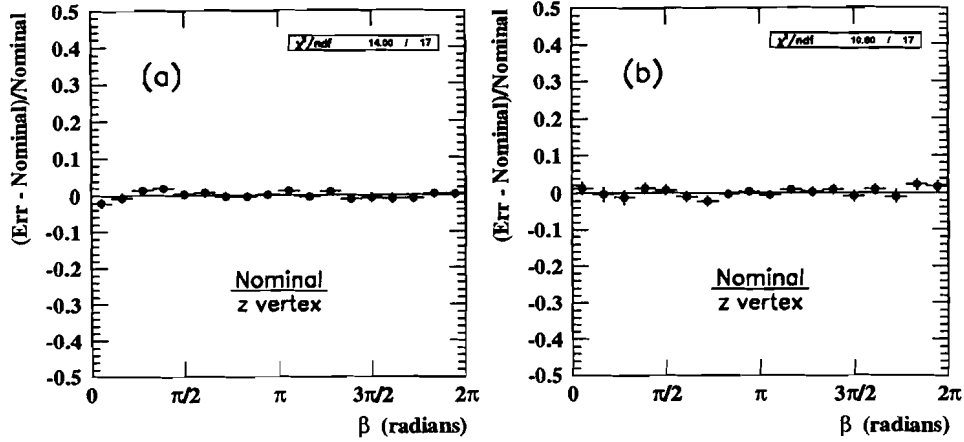 (Err - Nominal)/Nominal
0.5
0.4
0.3
0.2
0.1
0
-0.1
-0.2
-0.3
-0.4
-0.5
χ²/ndf 14.00 / 17
(a)
Nominal
z vertex
0 π/2 π 3π/2 2π
β (radians)
(Err - Nominal)/Nominal
0.5
0.4
0.3
0.2
0.1
0
-0.1
-0.2
-0.3
-0.4
-0.5
χ²/ndf 10.60 / 17
(b)
Nominal
z vertex
0 π/2 π 3π/2 2π
β (radians)